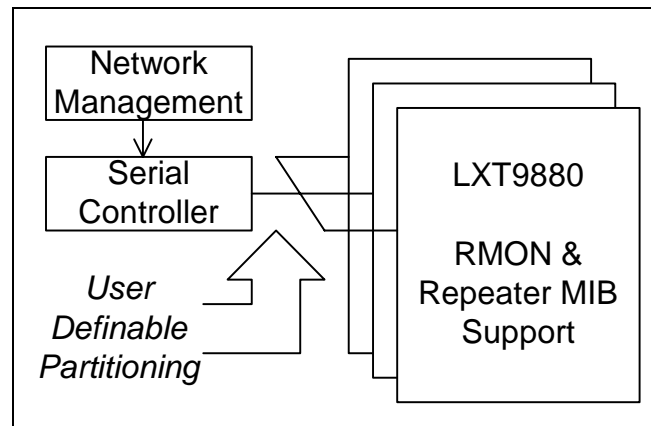 Network
Management
Serial
Controller
User
Definable
Partitioning
LXT9880
RMON &
Repeater MIB
Support